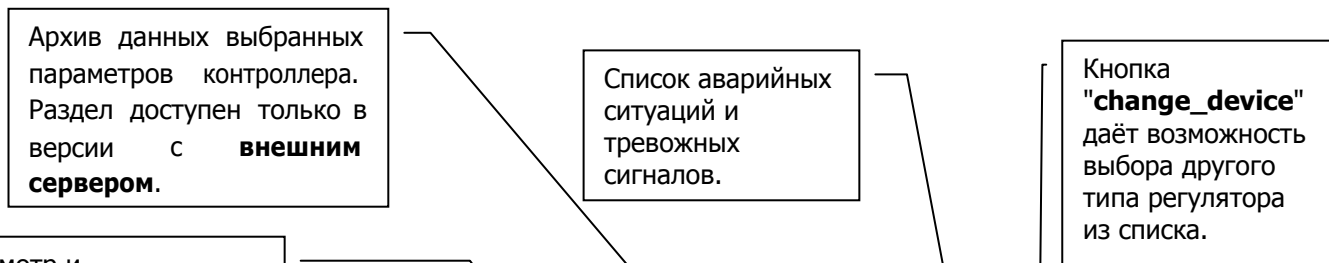 Архив данных выбранных
параметров контроллера.
Раздел доступен только в
версии с внешним
сервером.
Список аварийных
ситуаций и
тревожных
сигналов.
Кнопка
"change_device"
даёт возможность
выбора другого
типа регулятора
из списка.